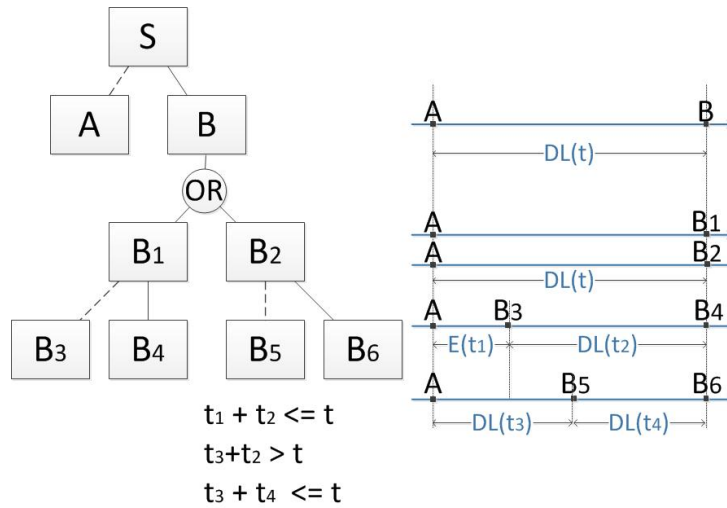 S
A
B
OR
B1
B2
B3
B4
B5
B6
t1 + t2 <= t
t3+t2 > t
t3 + t4 <= t
A
B
DL(t)
A
B1
A
B2
DL(t)
A
B3
B4
E(t1)
DL(t2)
A
B5
B6
DL(t3)
DL(t4)